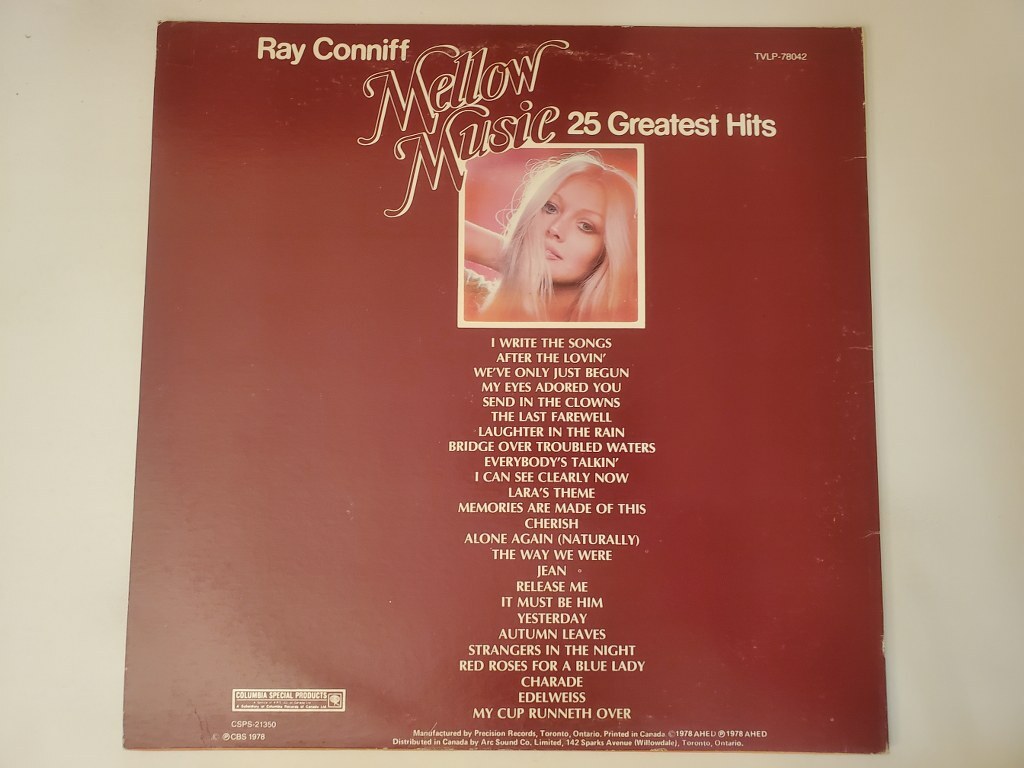 Ray Conniff
Mellow
Music
25 Greatest Hits
TVLP-78042
I WRITE THE SONGS
AFTER THE LOVIN'
WE'VE ONLY JUST BEGUN
MY EYES ADORED YOU
SEND IN THE CLOWNS
THE LAST FAREWELL
LAUGHTER IN THE RAIN
BRIDGE OVER TROUBLED WATERS
EVERYBODY'S TALKIN'
I CAN SEE CLEARLY NOW
LARA'S THEME
MEMORIES ARE MADE OF THIS
CHERISH
ALONE AGAIN (NATURALLY)
THE WAY WE WERE
JEAN
RELEASE ME
IT MUST BE HIM
YESTERDAY
AUTUMN LEAVES
STRANGERS IN THE NIGHT
RED ROSES FOR A BLUE LADY
CHARADE
EDELWEISS
MY CUP RUNNETH OVER
COLUMBIA SPECIAL PRODUCTS
CSPS-21350
© ℗ CBS 1978
Manufactured by Precision Records, Toronto, Ontario. Printed in Canada ©1978 AHED ℗1978 AHED
Distributed in Canada by Arc Sound Co, Limited, 142 Sparks Avenue (Willowdale), Toronto, Ontario.